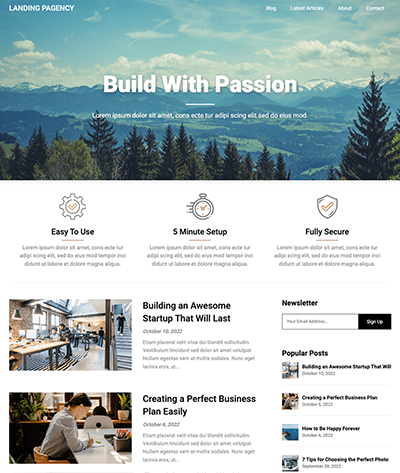 LANDING PAGENCY
Blog Latest Articles About Contact
Build With Passion
Lorem ipsum dolor sit amet, cons ecte tur adipi scing elit sed do eius mod.
Easy To Use
Lorem ipsum dolor sit amet, cons ecte tur
adipi scing elit, sed do eius mod tempor inci
didunt ut labore et dolore magna aliqua.
5 Minute Setup
Lorem ipsum dolor sit amet, cons ecte tur
adipi scing elit, sed do eius mod tempor inci
didunt ut labore et dolore magna aliqua.
Fully Secure
Lorem ipsum dolor sit amet, cons ecte tur
adipi scing elit, sed do eius mod tempor inci
didunt ut labore et dolore magna aliqua.
Building an Awesome
Startup That Will Last
October 10, 2022
Etiam placerat velit vitae dui blandit sollicitudin.
Vestibulum tincidunt sed dolor sit amet volutpat.
Nullam egestas sem at mollis sodales. Nunc eget
lacinia eros, ut...
Creating a Perfect Business
Plan Easily
October 6, 2022
Etiam placerat velit vitae dui blandit sollicitudin.
Vestibulum tincidunt sed dolor sit amet volutpat.
Nullam egestas sem at mollis sodales. Nunc eget
lacinia eros, ut...
Newsletter
Your Email Address...
Sign Up
Popular Posts
Building an Awesome Startup That Will
October 10, 2022
Creating a Perfect Business Plan
October 6, 2022
How to Be Happy Forever
October 6, 2022
7 Tips for Choosing the Perfect Photo
September 28, 2022